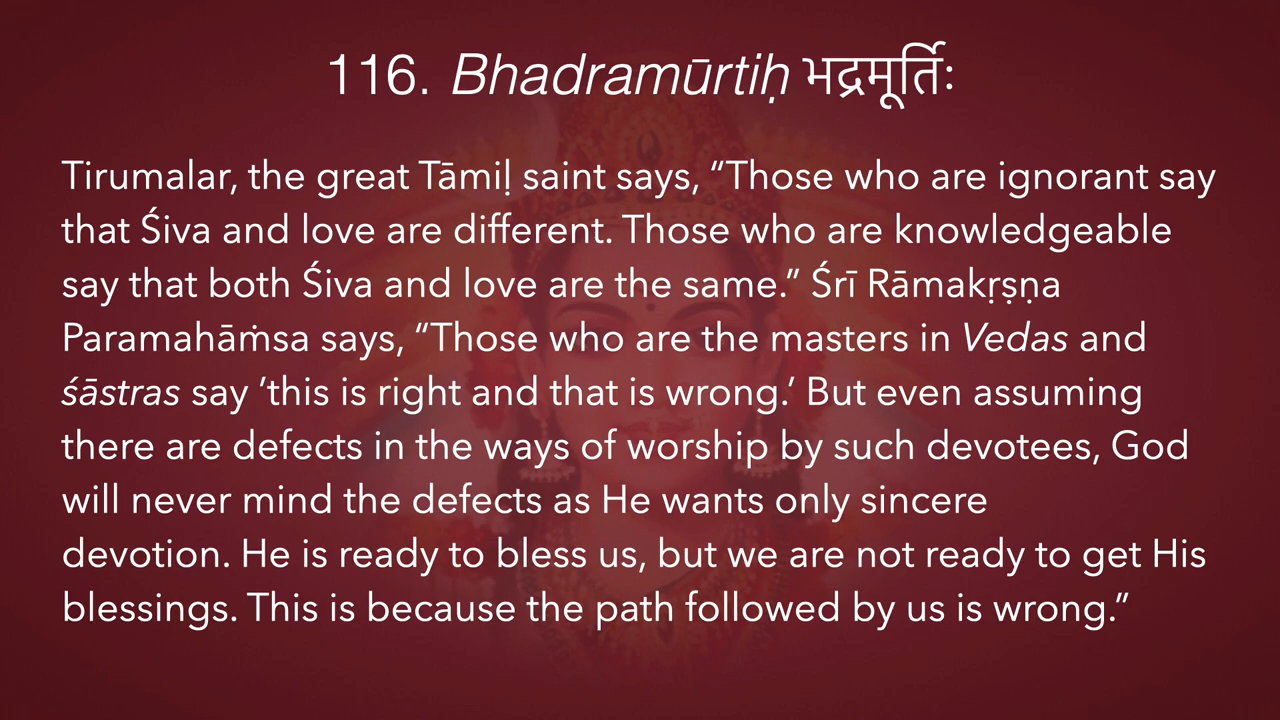 116. Bhadramūrtiḥ भद्रमूर्तिः
Tirumalar, the great Tāmiḷ saint says, “Those who are ignorant say
that Śiva and love are different. Those who are knowledgeable
say that both Śiva and love are the same.” Śrī Rāmakṛṣṇa
Paramahāṁsa says, “Those who are the masters in Vedas and
śāstras say ‘this is right and that is wrong.’ But even assuming
there are defects in the ways of worship by such devotees, God
will never mind the defects as He wants only sincere
devotion. He is ready to bless us, but we are not ready to get His
blessings. This is because the path followed by us is wrong.”